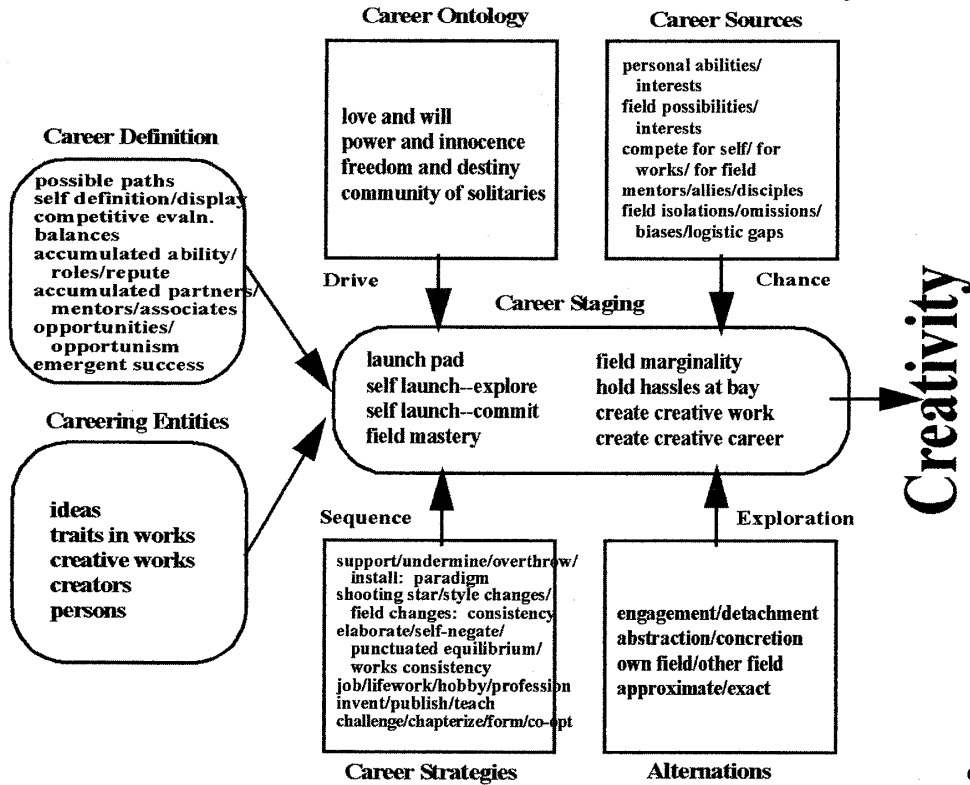 Career Ontology
love and will
power and innocence
freedom and destiny
community of solitaries
Drive
Career Sources
personal abilities/
interests
field possibilities/
interests
compete for self/ for
works/ for field
mentors/allies/disciples
field isolations/omissions/
biases/logistic gaps
Chance
Career Definition
possible paths
self definition/display
competitive evaln.
balances
accumulated ability/
roles/repute
accumulated partners/
mentors/associates
opportunities/
opportunism
emergent success
Careering Entities
ideas
traits in works
creative works
creators
persons
Career Staging
launch pad
self launch--explore
self launch--commit
field mastery
field marginality
hold hassles at bay
create creative work
create creative career
Creativity
Sequence
support/undermine/overthrow/
install: paradigm
shooting star/style changes/
field changes: consistency
elaborate/self-negate/
punctuated equilibrium/
works consistency
job/lifework/hobby/profession
invent/publish/teach
challenge/chapterize/form/co-opt
Career Strategies
Exploration
engagement/detachment
abstraction/concretion
own field/other field
approximate/exact
Alternations